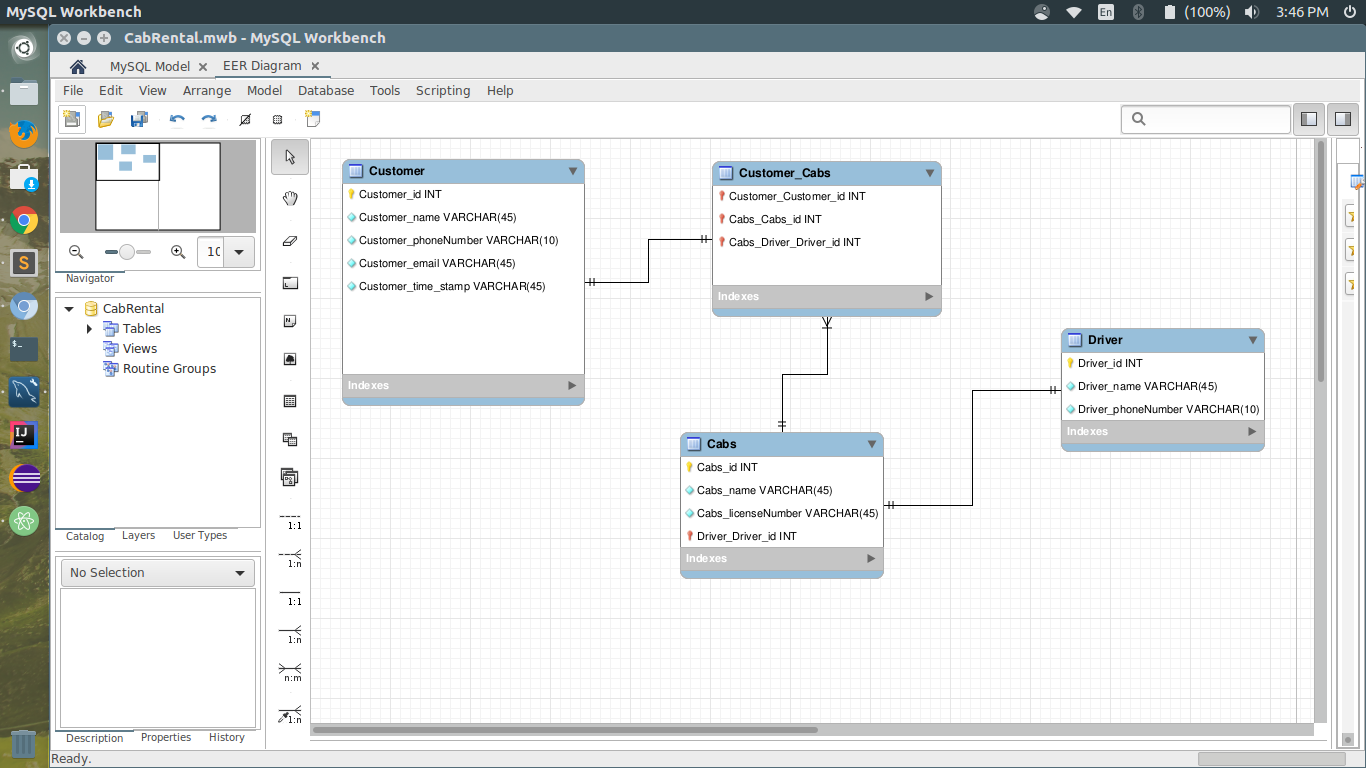 MySQL Workbench
En
(100%)
3:46 PM
CabRental.mwb - MySQL Workbench
MySQL Model
EER Diagram
File Edit View Arrange Model Database Tools Scripting Help
10
Navigator
CabRental
Tables
Views
Routine Groups
Catalog Layers User Types
No Selection
Description Properties History
Ready.
1:1
1:n
1:1
1:n
n:m
1:n
Customer
Customer_id INT
Customer_name VARCHAR(45)
Customer_phoneNumber VARCHAR(10)
Customer_email VARCHAR(45)
Customer_time_stamp VARCHAR(45)
Indexes
Customer_Cabs
Customer_Customer_id INT
Cabs_Cabs_id INT
Cabs_Driver_Driver_id INT
Indexes
Driver
Driver_id INT
Driver_name VARCHAR(45)
Driver_phoneNumber VARCHAR(10)
Indexes
Cabs
Cabs_id INT
Cabs_name VARCHAR(45)
Cabs_licenseNumber VARCHAR(45)
Driver_Driver_id INT
Indexes
S
IJ